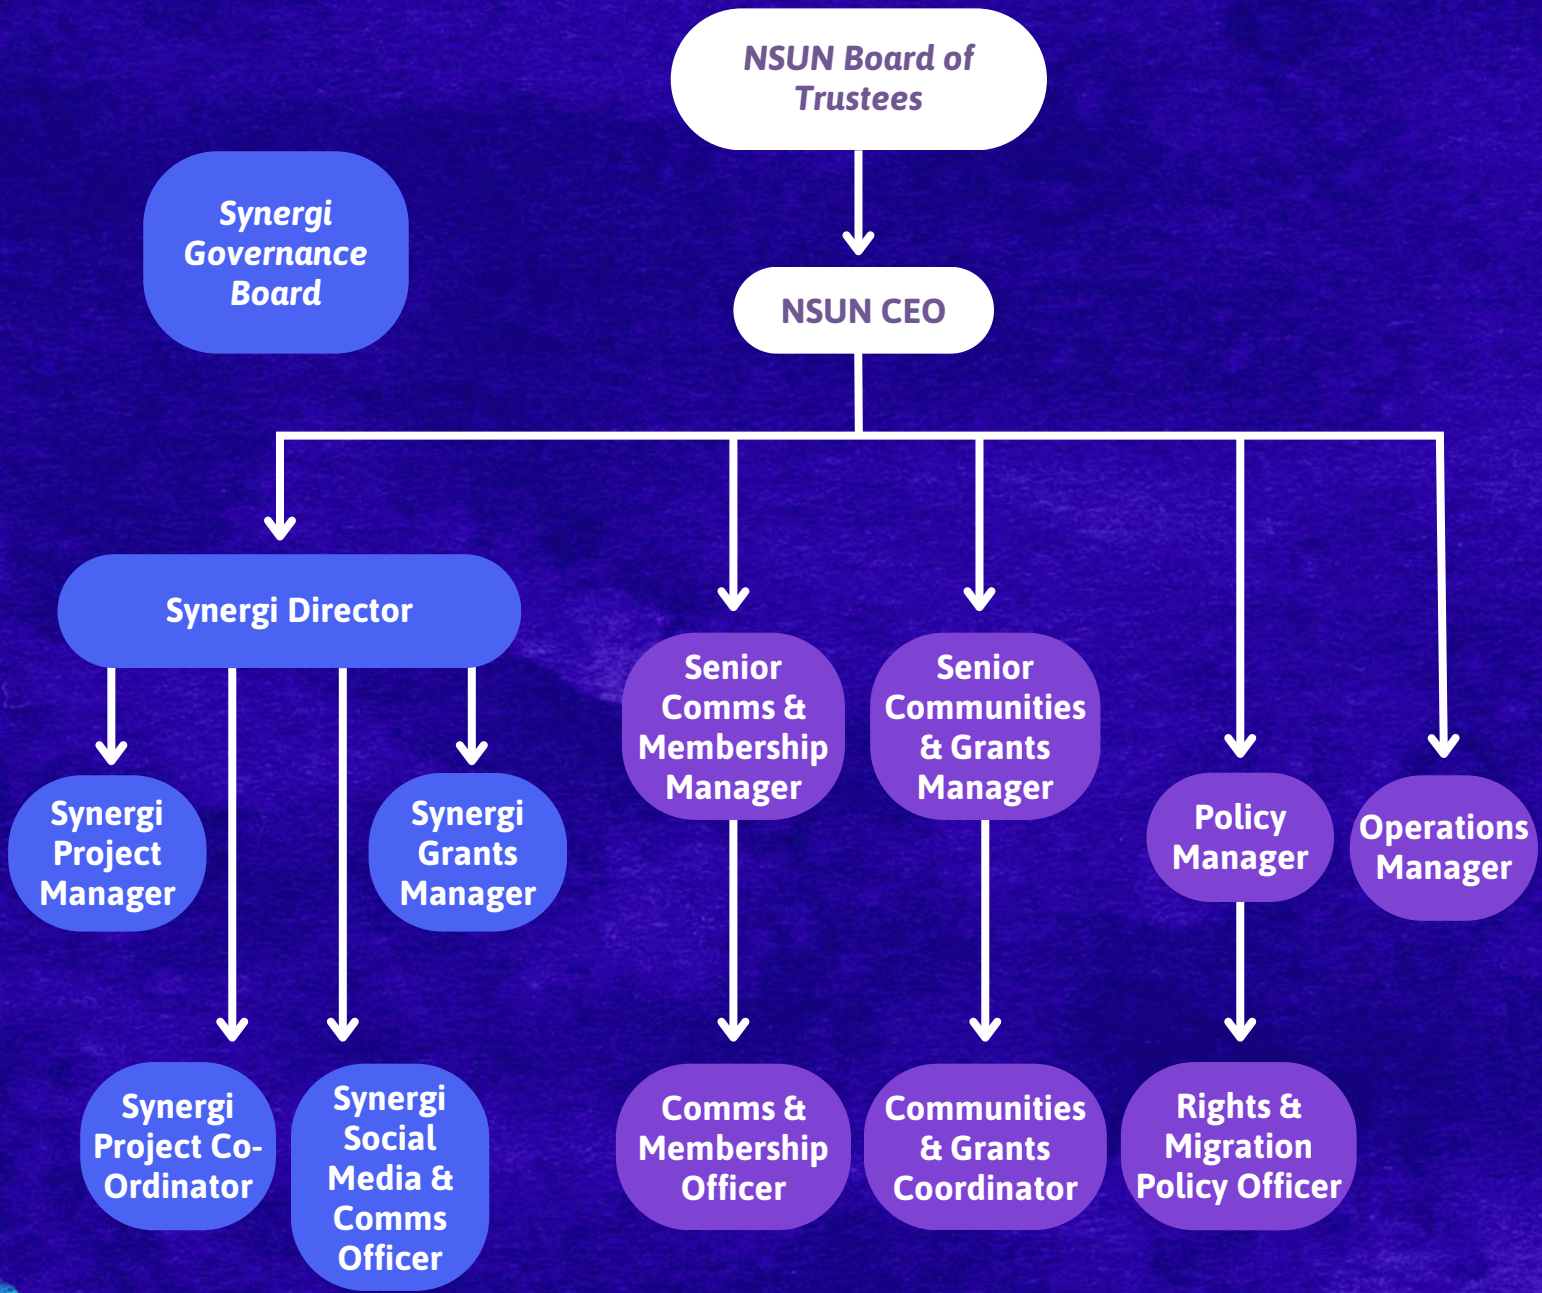 NSUN Board of
Trustees
Synergi
Governance
Board
NSUN CEO
Synergi Director
Senior
Comms &
Membership
Manager
Senior
Communities
& Grants
Manager
Synergi
Project
Manager
Synergi
Grants
Manager
Policy
Manager
Operations
Manager
Synergi
Project Co-
Ordinator
Synergi
Social
Media &
Comms
Officer
Comms &
Membership
Officer
Communities
& Grants
Coordinator
Rights &
Migration
Policy Officer